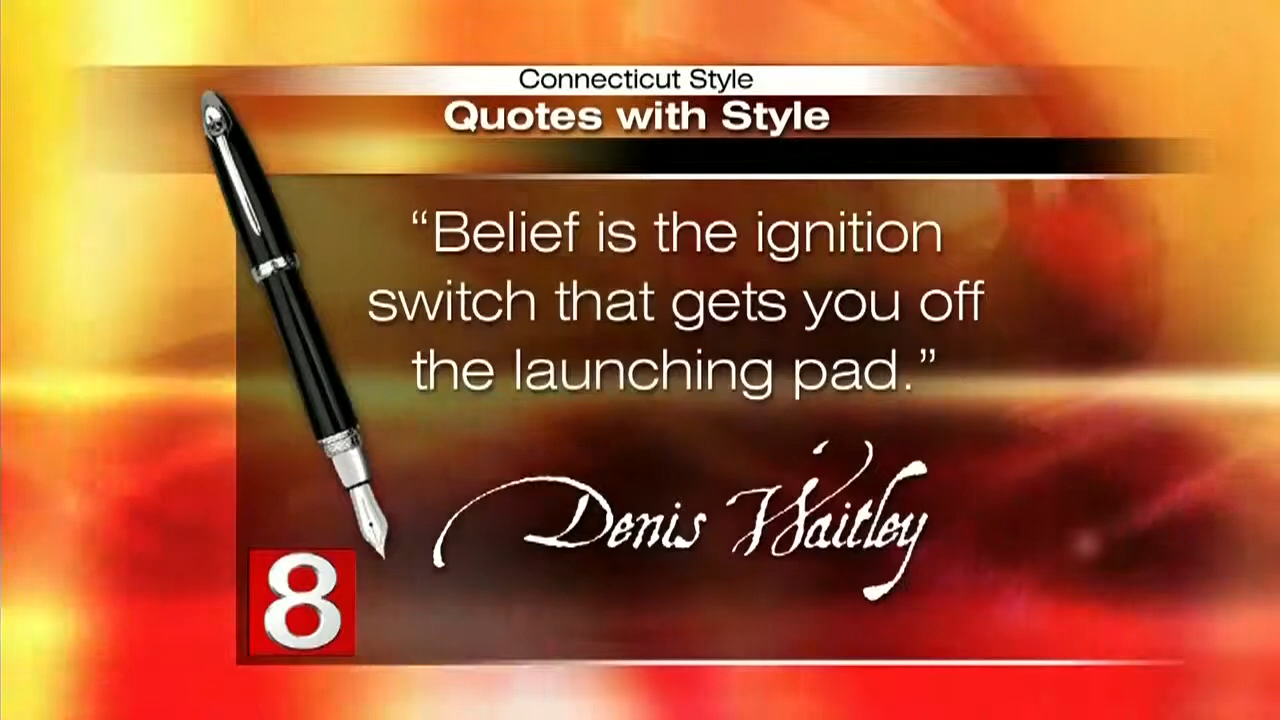 Connecticut Style
Quotes with Style
“Belief is the ignition
switch that gets you off
the launching pad.”
Denis Waitley
8